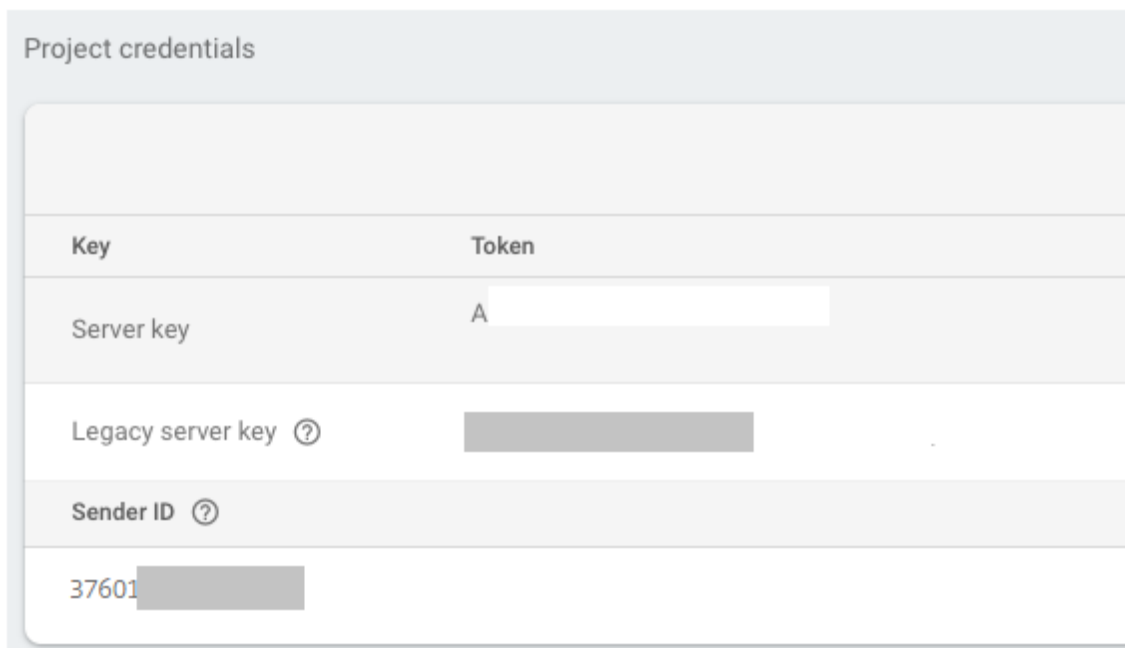 Project credentials
Key Token
Server key A
Legacy server key ?
Sender ID ?
37601